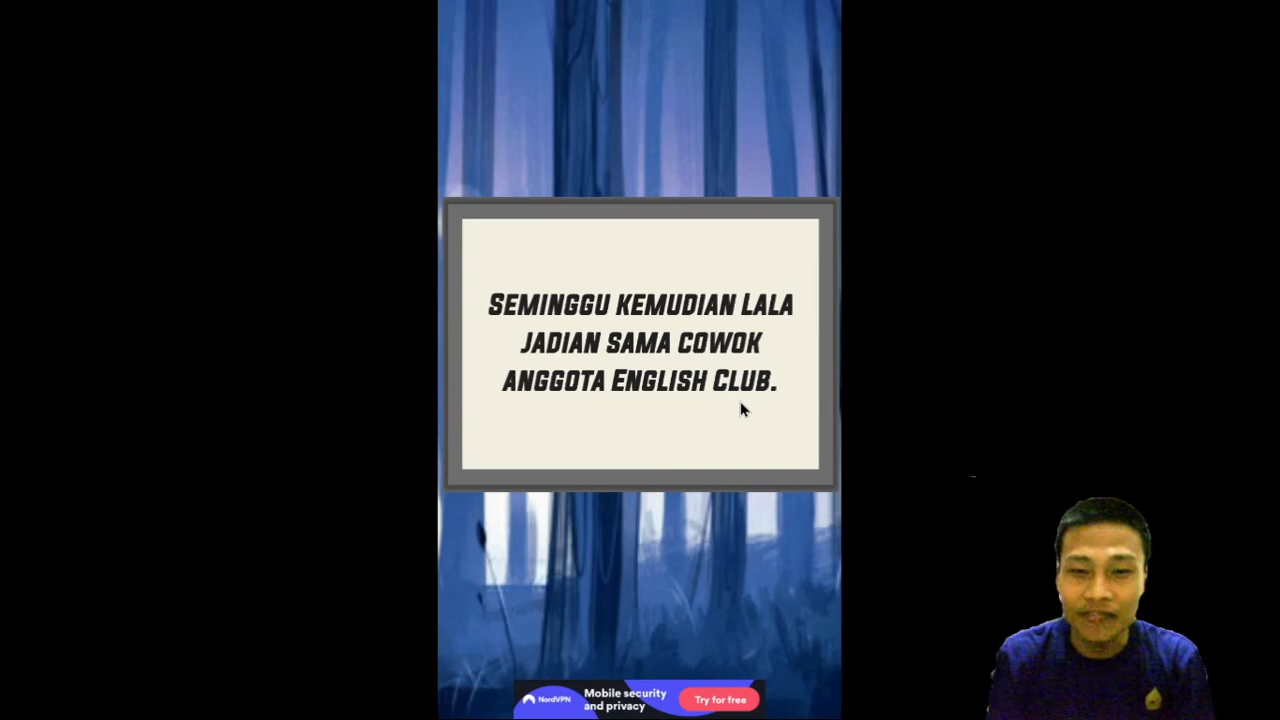 Seminggu kemudian Lala
jadian sama cowok
anggota English Club.
NordVPN
Mobile security
and privacy
Try for free